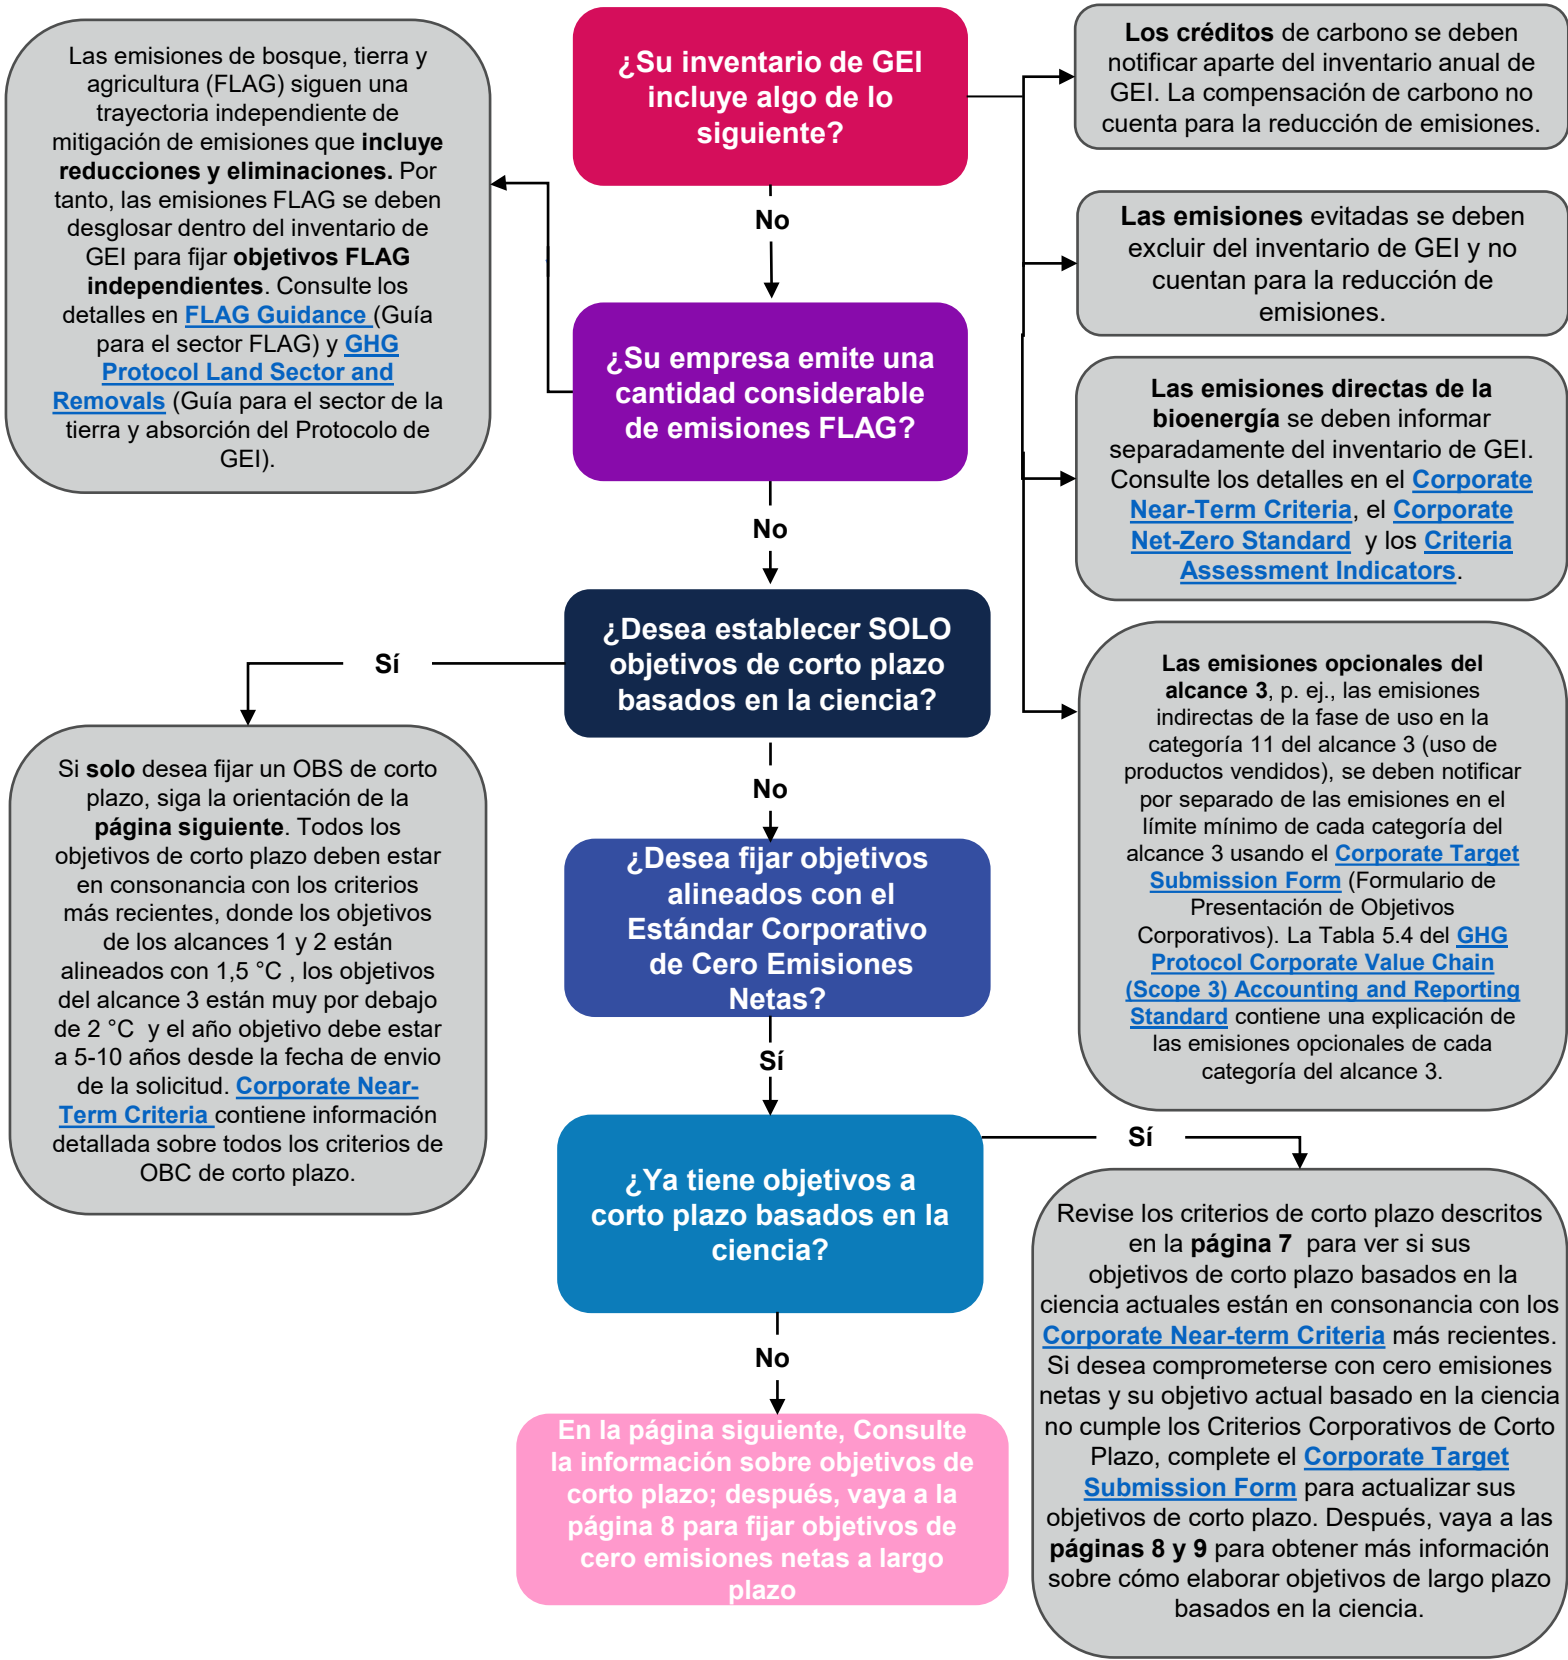 ¿Su inventario de GEI
incluye algo de lo
siguiente?
Los créditos de carbono se deben
notificar aparte del inventario anual de
GEI. La compensación de carbono no
cuenta para la reducción de emisiones.
Las emisiones evitadas se deben
excluir del inventario de GEI y no
cuentan para la reducción de
emisiones.
Las emisiones directas de la
bioenergía se deben informar
separadamente del inventario de GEI.
Consulte los detalles en el Corporate
Near-Term Criteria, el Corporate
Net-Zero Standard y los Criteria
Assessment Indicators.
Las emisiones opcionales del
alcance 3, p. ej., las emisiones
indirectas de la fase de uso en la
categoría 11 del alcance 3 (uso de
productos vendidos), se deben notificar
por separado de las emisiones en el
límite mínimo de cada categoría del
alcance 3 usando el Corporate Target
Submission Form (Formulario de
Presentación de Objetivos
Corporativos). La Tabla 5.4 del GHG
Protocol Corporate Value Chain
(Scope 3) Accounting and Reporting
Standard contiene una explicación de
las emisiones opcionales de cada
categoría del alcance 3.
No
¿Su empresa emite una
cantidad considerable
de emisiones FLAG?
Las emisiones de bosque, tierra y
agricultura (FLAG) siguen una
trayectoria independiente de
mitigación de emisiones que incluye
reducciones y eliminaciones. Por
tanto, las emisiones FLAG se deben
desglosar dentro del inventario de
GEI para fijar objetivos FLAG
independientes. Consulte los
detalles en FLAG Guidance (Guía
para el sector FLAG) y GHG
Protocol Land Sector and
Removals (Guía para el sector de la
tierra y absorción del Protocolo de
GEI).
No
¿Desea establecer SOLO
objetivos de corto plazo
basados en la ciencia?
Sí
Si solo desea fijar un OBS de corto
plazo, siga la orientación de la
página siguiente. Todos los
objetivos de corto plazo deben estar
en consonancia con los criterios
más recientes, donde los objetivos
de los alcances 1 y 2 están
alineados con 1,5 °C , los objetivos
del alcance 3 están muy por debajo
de 2 °C y el año objetivo debe estar
a 5-10 años desde la fecha de envio
de la solicitud. Corporate Near-
Term Criteria contiene información
detallada sobre todos los criterios de
OBC de corto plazo.
No
¿Desea fijar objetivos
alineados con el
Estándar Corporativo
de Cero Emisiones
Netas?
Sí
¿Ya tiene objetivos a
corto plazo basados en la
ciencia?
Sí
Revise los criterios de corto plazo descritos
en la página 7 para ver si sus
objetivos de corto plazo basados en la
ciencia actuales están en consonancia con los
Corporate Near-term Criteria más recientes.
Si desea comprometerse con cero emisiones
netas y su objetivo actual basado en la ciencia
no cumple los Criterios Corporativos de Corto
Plazo, complete el Corporate Target
Submission Form para actualizar sus
objetivos de corto plazo. Después, vaya a las
páginas 8 y 9 para obtener más información
sobre cómo elaborar objetivos de largo plazo
basados en la ciencia.
No
En la página siguiente, Consulte
la información sobre objetivos de
corto plazo; después, vaya a la
página 8 para fijar objetivos de
cero emisiones netas a largo
plazo